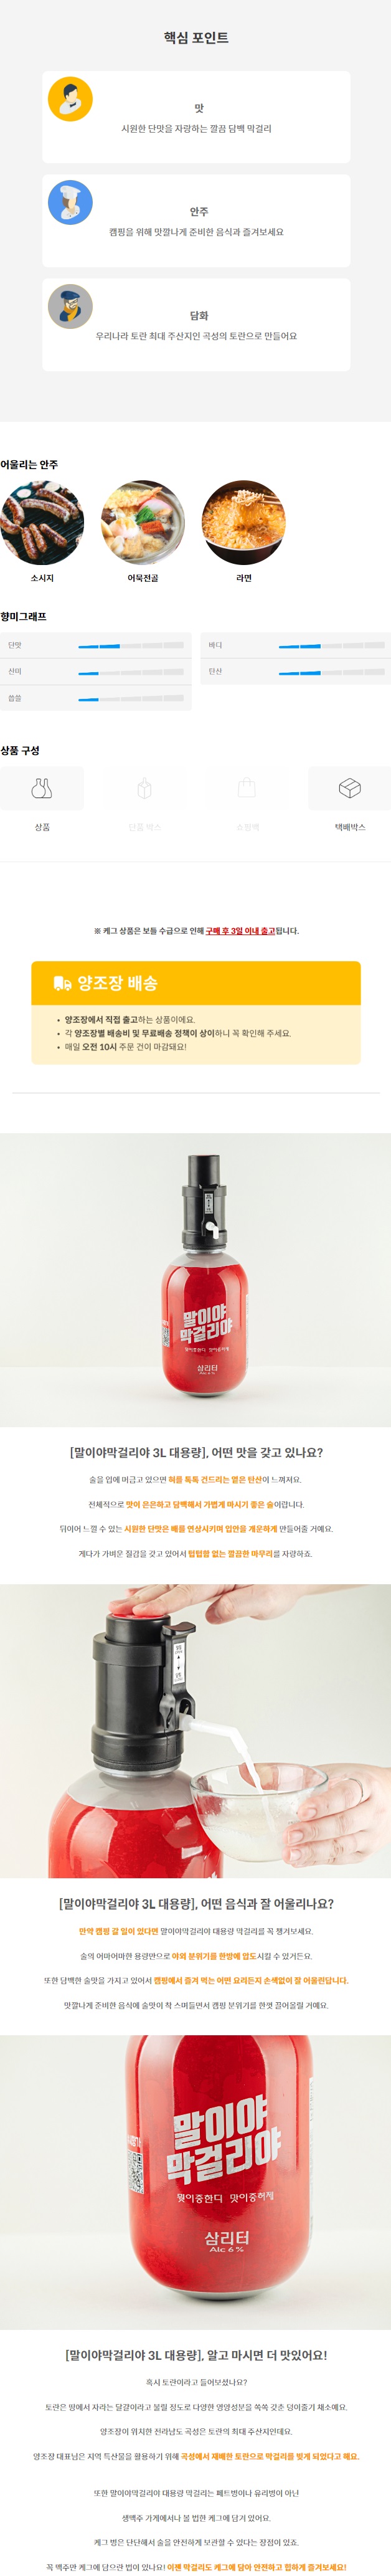 핵심 포인트
맛
시원한 단맛을 자랑하는 깔끔 담백 막걸리
안주
캠핑을 위해 맛깔나게 준비한 음식과 즐겨보세요
담화
우리나라 토란 최대 주산지인 곡성의 토란으로 만들어요
어울리는 안주
소시지
어묵전골
라면
향미그래프
단맛
바디
산미
탄산
씁쓸
상품 구성
상품
단품 박스
쇼핑백
택배박스
※ 케그 상품은 보틀 수급으로 인해 구매 후 3일 이내 출고됩니다.
양조장 배송
• 양조장에서 직접 출고하는 상품이에요.
• 각 양조장별 배송비 및 무료배송 정책이 상이하니 꼭 확인해 주세요.
• 매일 오전 10시 주문 건이 마감돼요!
말이야
막걸리야
뭣이중한디 맛이중허제
삼리터
Alc 6%
[말이야막걸리야 3L 대용량], 어떤 맛을 갖고 있나요?
술을 입에 머금고 있으면 혀를 톡톡 건드리는 옅은 탄산이 느껴져요.
전체적으로 맛이 은은하고 담백해서 가볍게 마시기 좋은 술이랍니다.
뒤이어 느낄 수 있는 시원한 단맛은 배를 연상시키며 입안을 개운하게 만들어줄 거예요.
게다가 가벼운 질감을 갖고 있어서 텁텁함 없는 깔끔한 마무리를 자랑하죠.
[말이야막걸리야 3L 대용량], 어떤 음식과 잘 어울리나요?
만약 캠핑 갈 일이 있다면 말이야막걸리야 대용량 막걸리를 꼭 챙겨보세요.
술의 어마어마한 용량만으로 야외 분위기를 한방에 압도시킬 수 있거든요.
또한 담백한 술맛을 가지고 있어서 캠핑에서 즐겨 먹는 어떤 요리든지 손색없이 잘 어울린답니다.
맛깔나게 준비한 음식에 술맛이 착 스며들면서 캠핑 분위기를 한껏 끌어올릴 거예요.
말이야
막걸리야
뭣이중한디 맛이중허제
삼리터
Alc 6%
[말이야막걸리야 3L 대용량], 알고 마시면 더 맛있어요!
혹시 토란이라고 들어보셨나요?
토란은 땅에서 자라는 달걀이라고 불릴 정도로 다양한 영양성분을 쏙쏙 갖춘 덩이줄기 채소예요.
양조장이 위치한 전라남도 곡성은 토란의 최대 주산지인데요.
양조장 대표님은 지역 특산물을 활용하기 위해 곡성에서 재배한 토란으로 막걸리를 빚게 되었다고 해요.
또한 말이야막걸리야 대용량 막걸리는 페트병이나 유리병이 아닌
생맥주 가게에서나 볼 법한 케그에 담겨 있어요.
케그 병은 단단해서 술을 안전하게 보관할 수 있다는 장점이 있죠.
꼭 맥주만 케그에 담으란 법이 있나요! 이젠 막걸리도 케그에 담아 안전하고 힙하게 즐겨보세요!